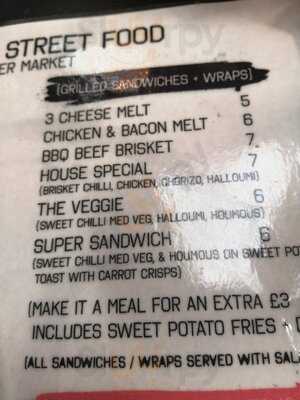 STREET FOOD
ER MARKET
(GRILLED SANDWICHES + WRAPS)
3 CHEESE MELT 5
CHICKEN & BACON MELT 6
BBQ BEEF BRISKET 7
HOUSE SPECIAL 7
(BRISKET CHILLI, CHICKEN, CHORIZO, HALLOUMI)
THE VEGGIE 6
(SWEET CHILLI MED VEG, HALLOUMI, HOUMOUS)
SUPER SANDWICH 6
(SWEET CHILLI MED VEG, & HOUMOUS ON SWEET PO
TOAST WITH CARROT CRISPS)
(MAKE IT A MEAL FOR AN EXTRA £3
INCLUDES SWEET POTATO FRIES +
(ALL SANDWICHES / WRAPS SERVED WITH SAL